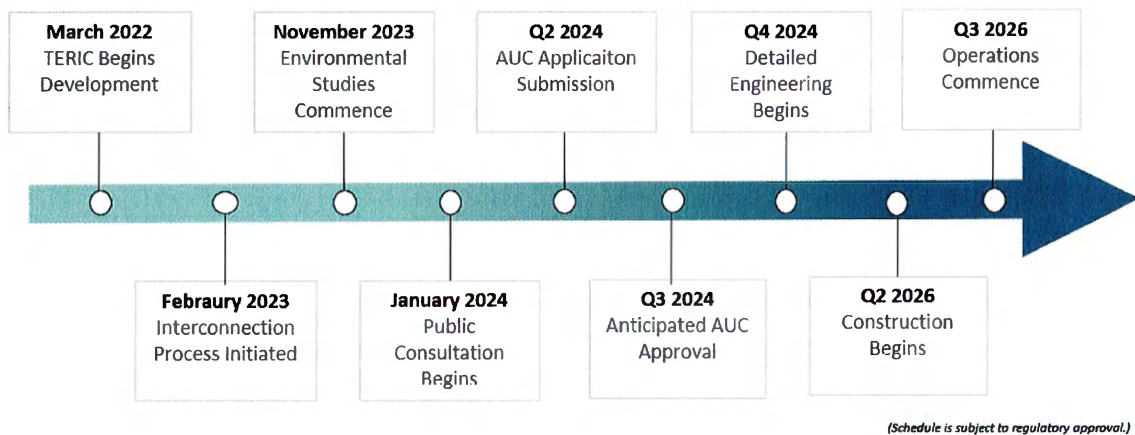 March 2022
TERIC Begins
Development
November 2023
Environmental
Studies
Commence
Q2 2024
AUC Applicaiton
Submission
Q4 2024
Detailed
Engineering
Begins
Q3 2026
Operations
Commence
Febraury 2023
Interconnection
Process Initiated
January 2024
Public
Consultation
Begins
Q3 2024
Anticipated AUC
Approval
Q2 2026
Construction
Begins
(Schedule is subject to regulatory approval.)